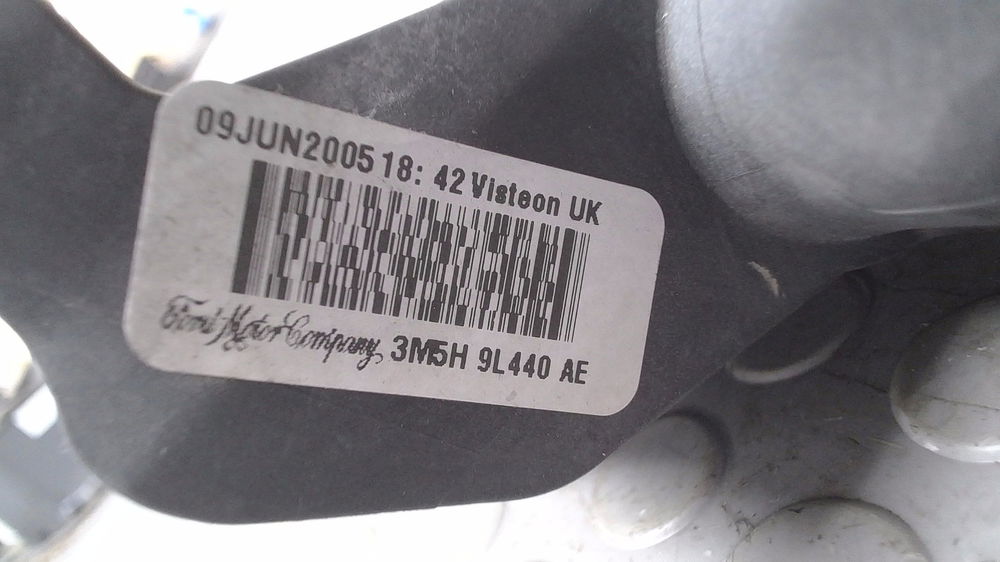 09JUN2005 18: 42 Visteon UK
Ford Motor Company 3M5H 9L440 AE